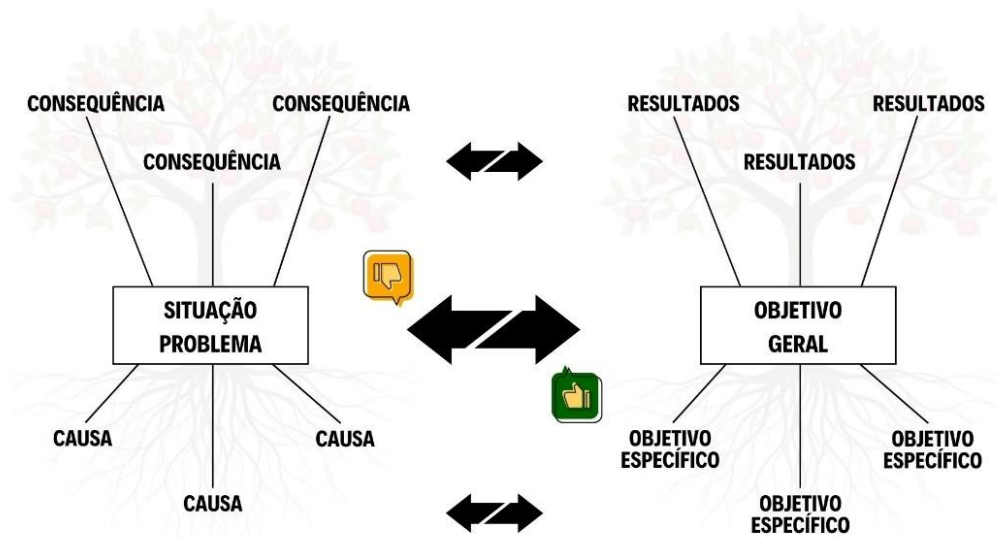 CONSEQUÊNCIA
CONSEQUÊNCIA
CONSEQUÊNCIA
SITUAÇÃO
PROBLEMA
CAUSA
CAUSA
CAUSA
RESULTADOS
RESULTADOS
RESULTADOS
OBJETIVO
GERAL
OBJETIVO
ESPECÍFICO
OBJETIVO
ESPECÍFICO
OBJETIVO
ESPECÍFICO